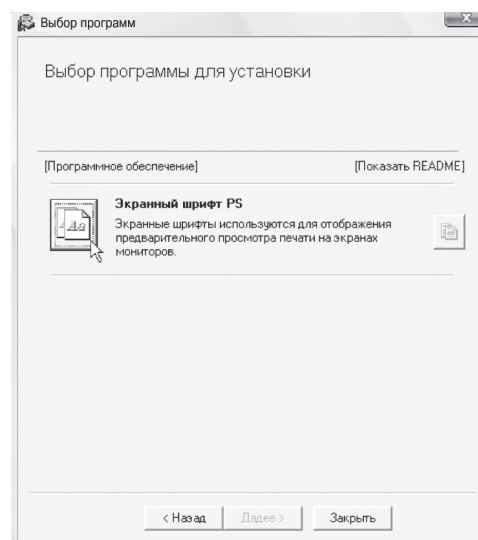 Выбор программ
Выбор программы для установки
[Программное обеспечение] [Показать README]
Экранный шрифт PS
Экранные шрифты используются для отображения
предварительного просмотра печати на экранах
мониторов.
< Назад Далее > Закрыть